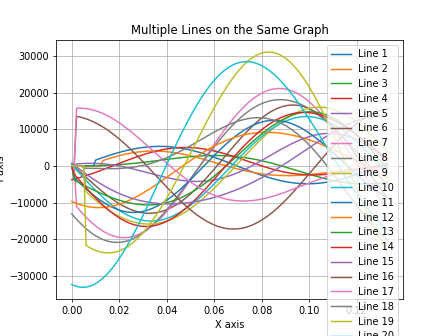 Multiple Lines on the Same Graph
30000
20000
10000
0
−10000
−20000
−30000
0.00
0.02
0.04
0.06
0.08
0.10
X axis
Line 1
Line 2
Line 3
Line 4
Line 5
Line 6
Line 7
Line 8
Line 9
Line 10
Line 11
Line 12
Line 13
Line 14
Line 15
Line 16
Line 17
Line 18
Line 19
Line 20